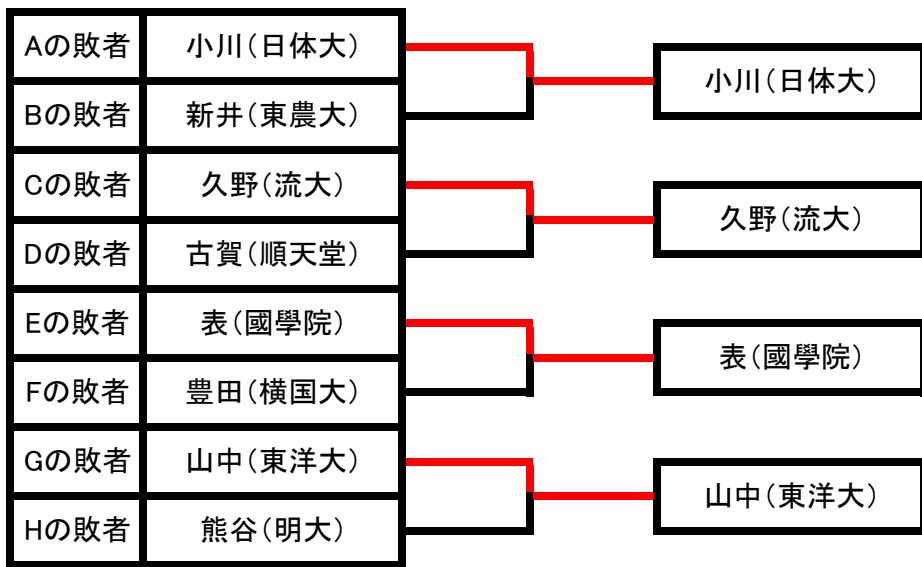 Aの敗者 小川(日体大)
Bの敗者 新井(東農大)
Cの敗者 久野(流大)
Dの敗者 古賀(順天堂)
Eの敗者 表(國學院)
Fの敗者 豊田(横国大)
Gの敗者 山中(東洋大)
Hの敗者 熊谷(明大)
小川(日体大)
久野(流大)
表(國學院)
山中(東洋大)